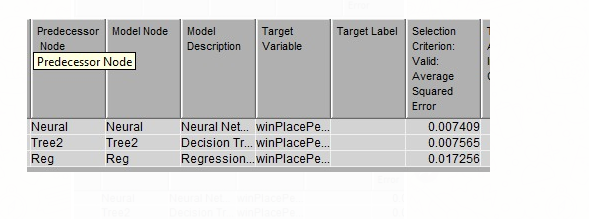 Predecessor Node
Model Node
Model Description
Target Variable
Target Label
Selection Criterion: Valid: Average Squared Error
Predecessor Node
Neural Neural Neural Net... winPlacePe... 0.007409
Tree2 Tree2 Decision Tr... winPlacePe... 0.007565
Reg Reg Regression... winPlacePe... 0.017256